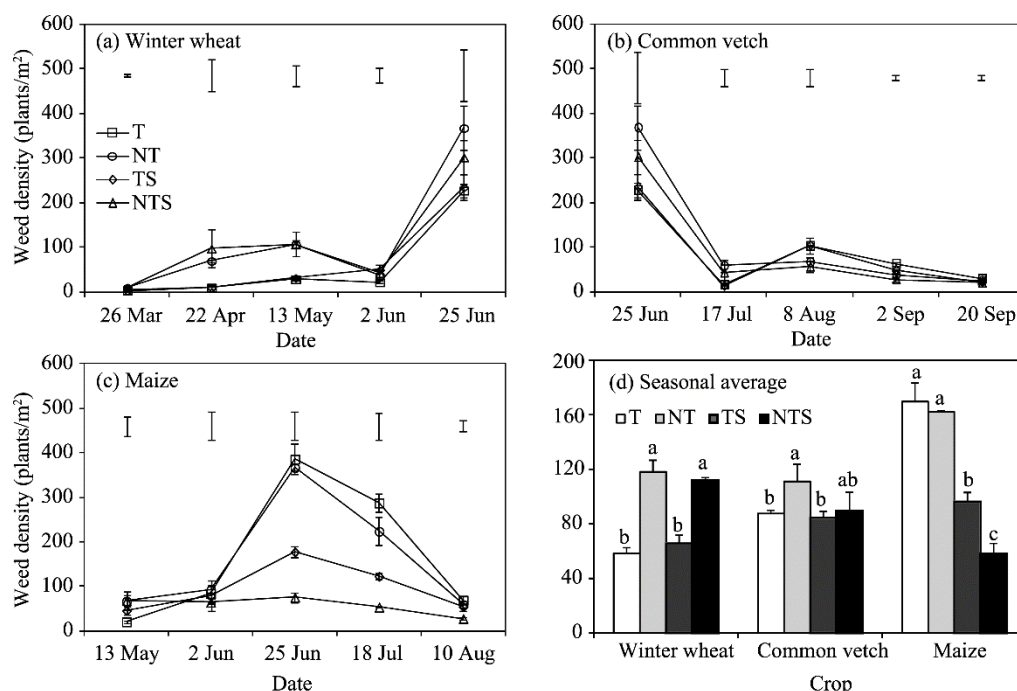 (a) Winter wheat
Weed density (plants/m²)
600
500
400
300
200
100
0
T
NT
TS
NTS
26 Mar 22 Apr 13 May 2 Jun 25 Jun
Date
(b) Common vetch
600
500
400
300
200
100
0
25 Jun 17 Jul 8 Aug 2 Sep 20 Sep
Date
(c) Maize
Weed density (plants/m²)
600
500
400
300
200
100
0
13 May 2 Jun 25 Jun 18 Jul 10 Aug
Date
(d) Seasonal average
200
160
120
80
40
0
T NT TS NTS
b a b a
b a b ab
a a b c
Winter wheat Common vetch Maize
Crop